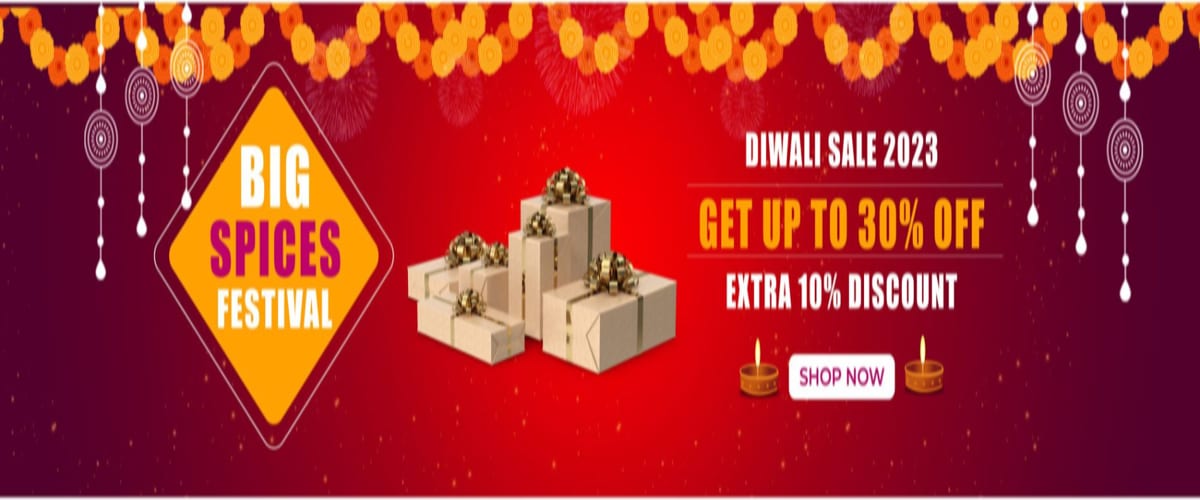 BIG
SPICES
FESTIVAL
DIWALI SALE 2023
GET UP TO 30% OFF
EXTRA 10% DISCOUNT
SHOP NOW